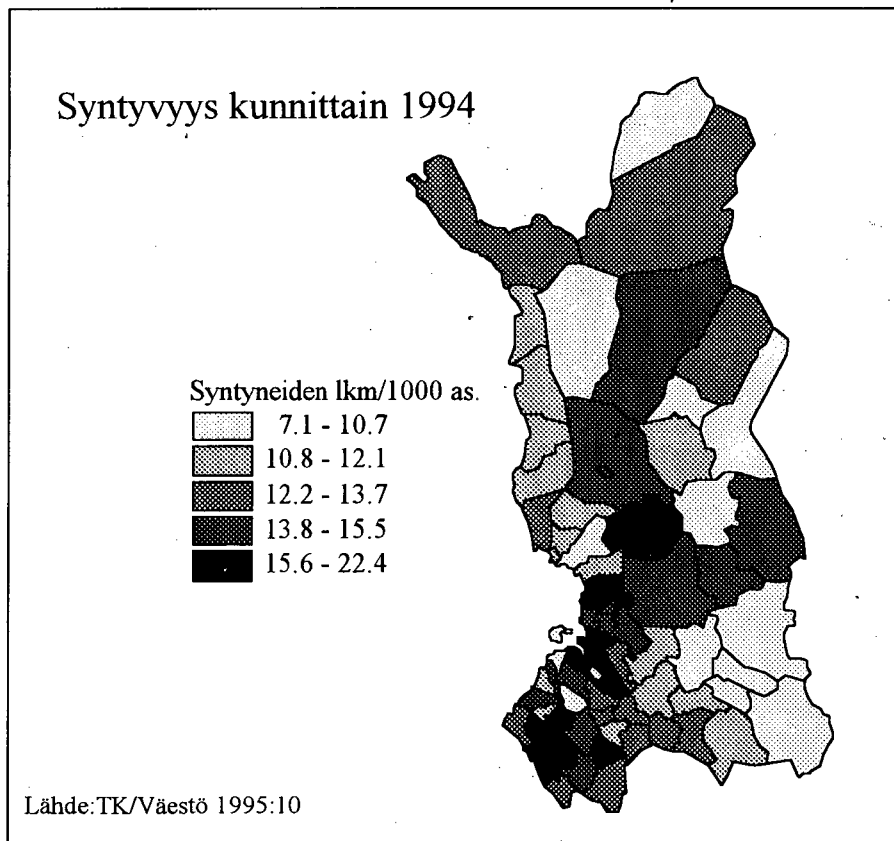 Syntyvyys kunnittain 1994
Syntyneiden lkm/1000 as.
7.1 - 10.7
10.8 - 12.1
12.2 - 13.7
13.8 - 15.5
15.6 - 22.4
Lähde:TK/Väestö 1995:10